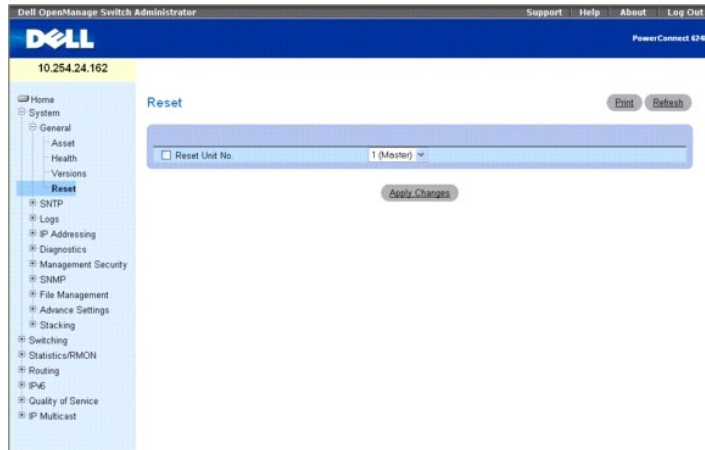 Dell OpenManage Switch Administrator
Support Help About Log Out
DELL
PowerConnect 624
10.254.24.162
Home
System
General
Asset
Health
Versions
Reset
SNTP
Logs
IP Addressing
Diagnostics
Management Security
SNMP
File Management
Advance Settings
Stacking
Switching
Statistics/RMON
Routing
IPv6
Quality of Service
IP Multicast
Reset
Print Refresh
Reset Unit No. 1 (Master)
Apply Changes